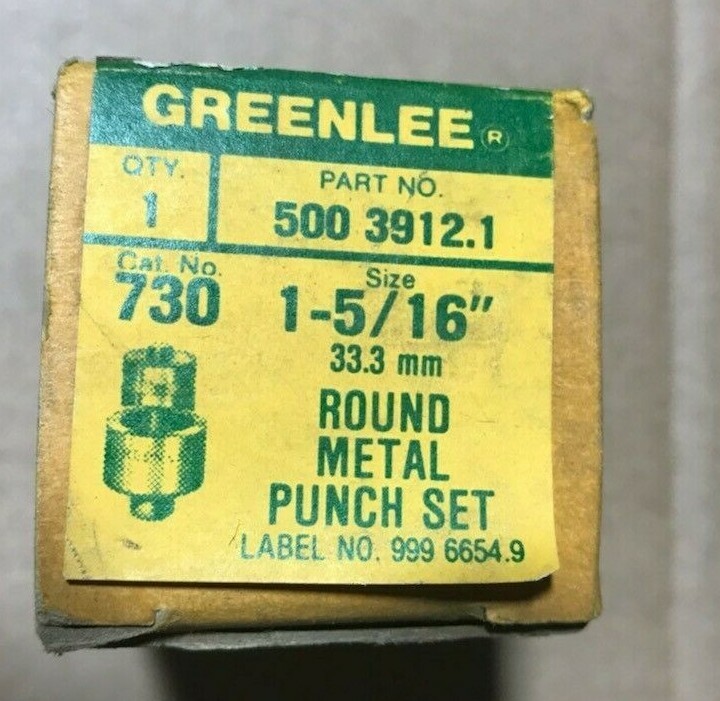 GREENLEE®
QTY.
1
PART NO.
500 3912.1
Cat. No.
730
Size
1-5/16"
33.3 mm
ROUND
METAL
PUNCH SET
LABEL NO. 999 6654.9